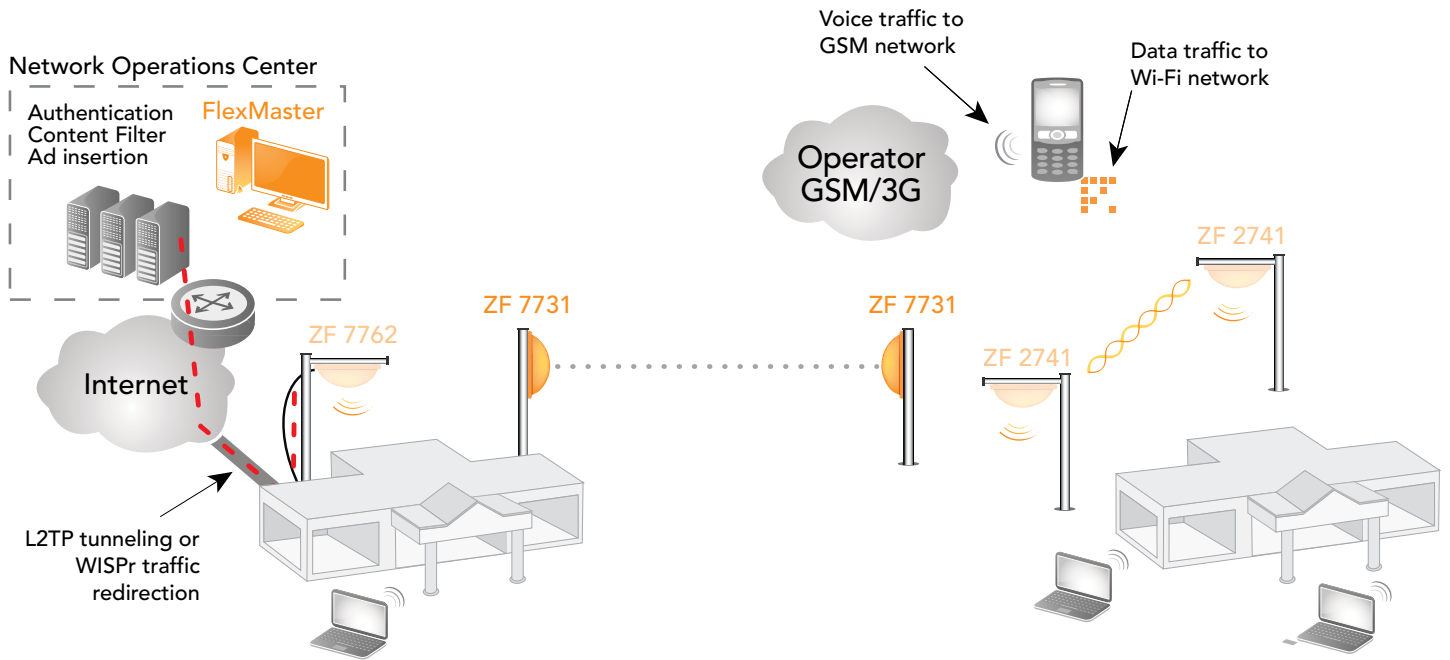 Network Operations Center
Authentication
Content Filter
Ad insertion
FlexMaster
Internet
L2TP tunneling or
WISPr traffic
redirection
ZF 7762
ZF 7731
ZF 7731
Voice traffic to
GSM network
Data traffic to
Wi-Fi network
Operator
GSM/3G
ZF 2741
ZF 2741